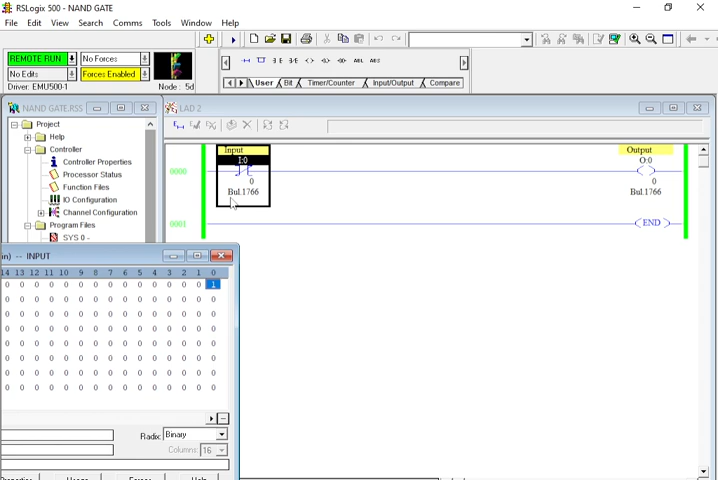 RSLogix 500 - NAND GATE
File Edit View Search Comms Tools Window Help
REMOTE RUN No Forces
No Edits Forces Enabled
Driver: EMU500-1 Node: 5d
User Bit Timer/Counter Input/Output Compare
NAND GATE.RSS
Project
Help
Controller
Controller Properties
Processor Status
Function Files
IO Configuration
Channel Configuration
Program Files
SYS 0 -
LAD 2
0000
Input
I:0
0
Bul.1766
Output
O:0
0
Bul.1766
0001
END
in) -- INPUT
14 13 12 11 10 9 8 7 6 5 4 3 2 1 0
0 0 0 0 0 0 0 0 0 0 0 0 0 0 1
0 0 0 0 0 0 0 0 0 0 0 0 0 0 0
0 0 0 0 0 0 0 0 0 0 0 0 0 0 0
0 0 0 0 0 0 0 0 0 0 0 0 0 0 0
0 0 0 0 0 0 0 0 0 0 0 0 0 0 0
0 0 0 0 0 0 0 0 0 0 0 0 0 0 0
0 0 0 0 0 0 0 0 0 0 0 0 0 0 0
0 0 0 0 0 0 0 0 0 0 0 0 0 0 0
Radix: Binary
Columns: 16